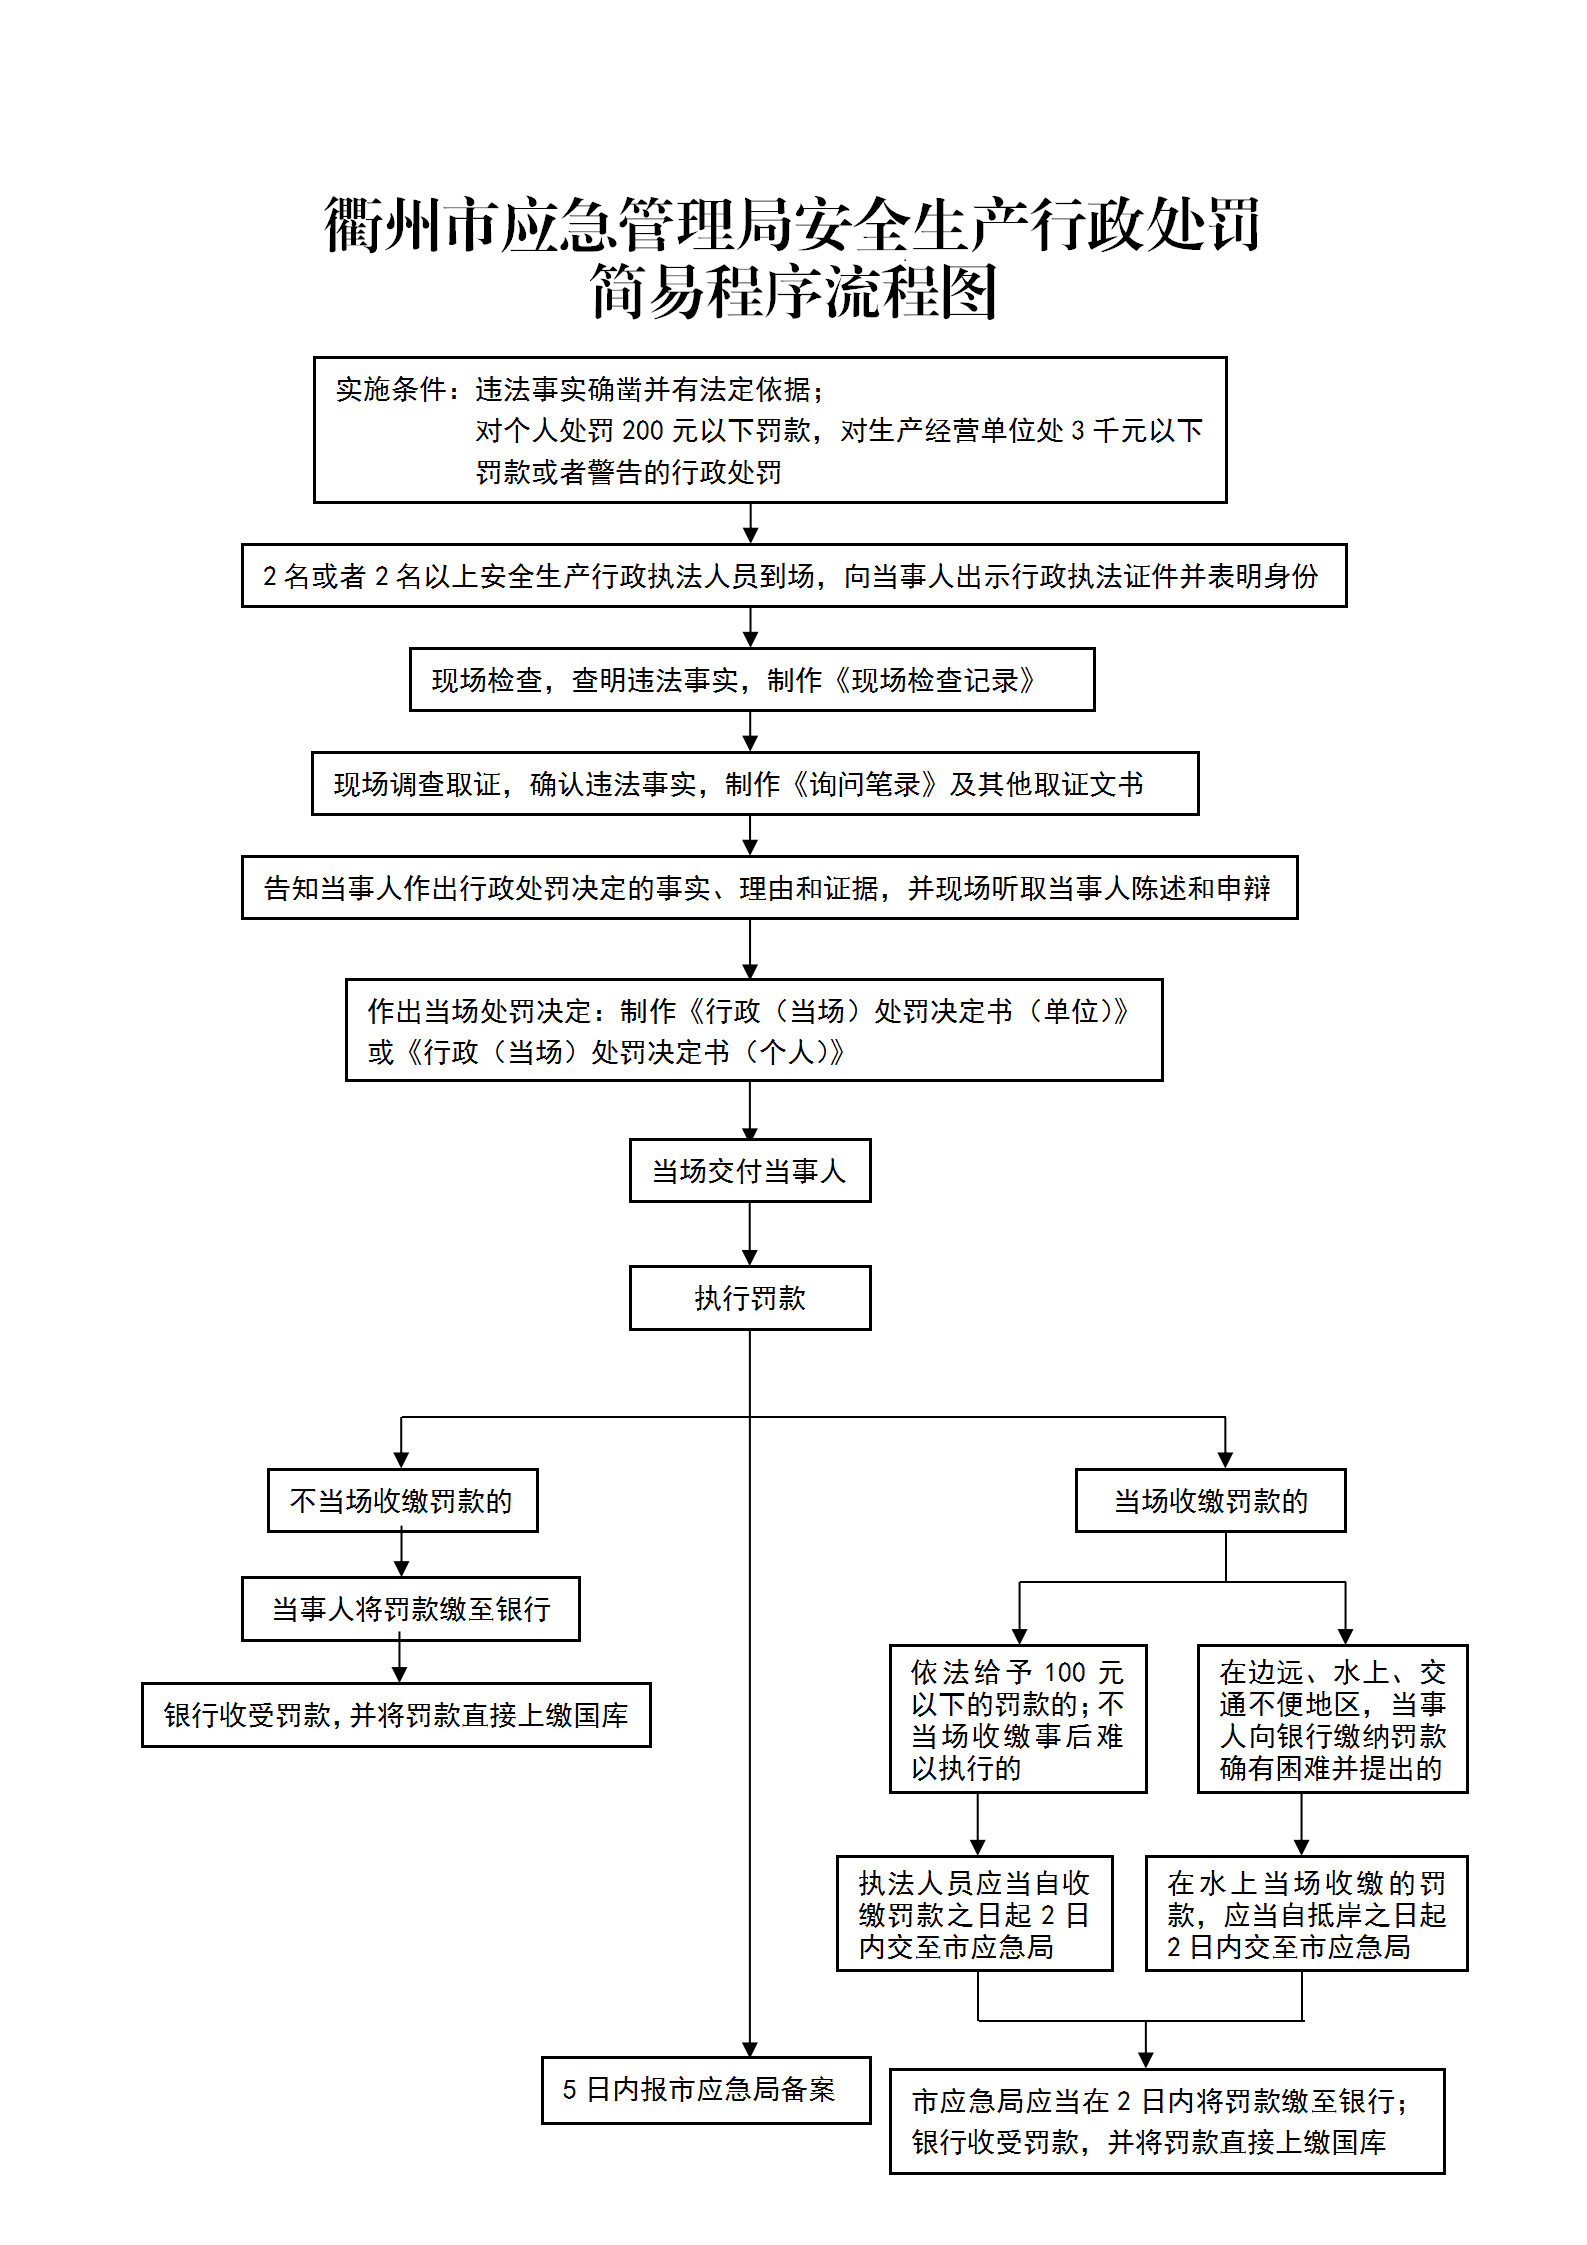 衢州市应急管理局安全生产行政处罚
简易程序流程图
实施条件：违法事实确凿并有法定依据；
对个人处罚 200 元以下罚款，对生产经营单位处 3 千元以下
罚款或者警告的行政处罚
2 名或者 2 名以上安全生产行政执法人员到场，向当事人出示行政执法证件并表明身份
现场检查，查明违法事实，制作《现场检查记录》
现场调查取证，确认违法事实，制作《询问笔录》及其他取证文书
告知当事人作出行政处罚决定的事实、理由和证据，并现场听取当事人陈述和申辩
作出当场处罚决定：制作《行政（当场）处罚决定书（单位）》
或《行政（当场）处罚决定书（个人）》
当场交付当事人
执行罚款
不当场收缴罚款的
当事人将罚款缴至银行
银行收受罚款，并将罚款直接上缴国库
当场收缴罚款的
依法给予 100 元
以下的罚款的；不
当场收缴事后难
以执行的
在边远、水上、交
通不便地区，当事
人向银行缴纳罚款
确有困难并提出的
执法人员应当自收
缴罚款之日起 2 日
内交至市应急局
在水上当场收缴的罚
款，应当自抵岸之日起
2 日内交至市应急局
5 日内报市应急局备案
市应急局应当在 2 日内将罚款缴至银行；
银行收受罚款，并将罚款直接上缴国库